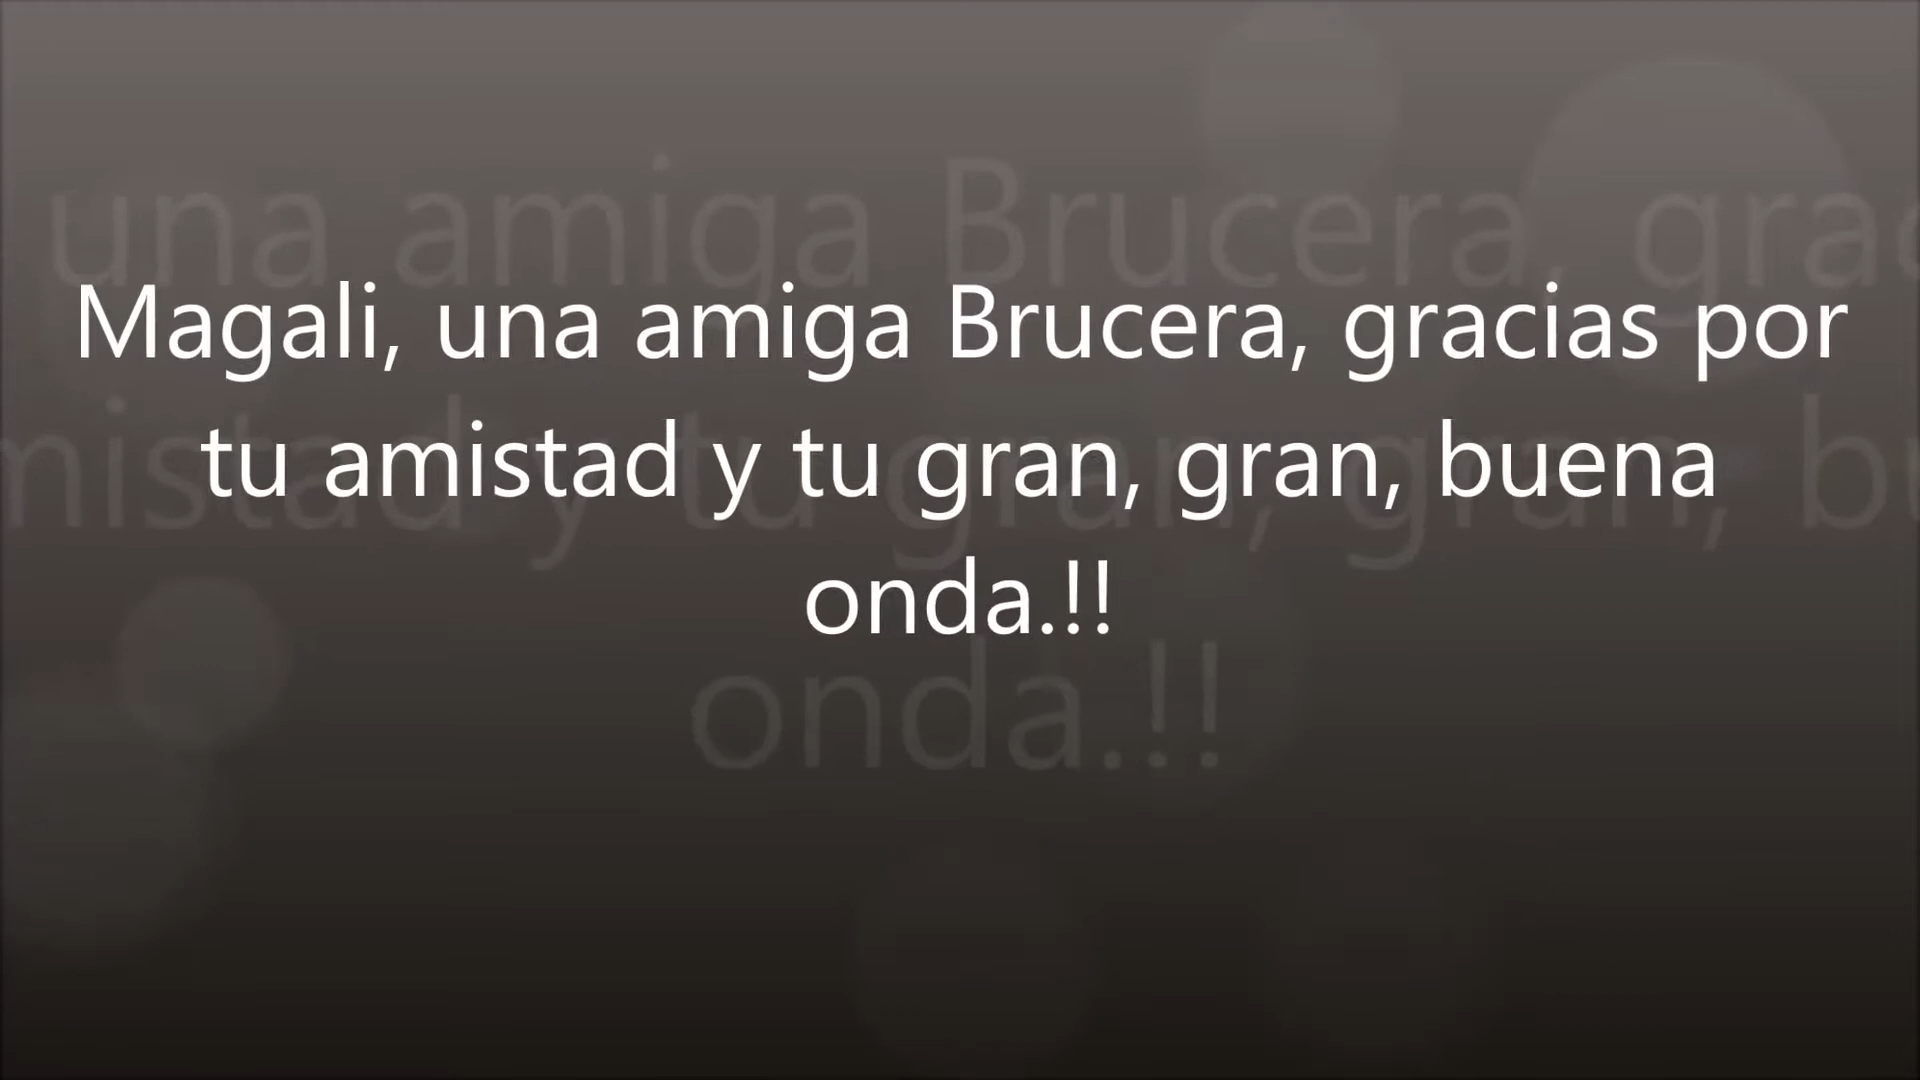 Magali, una amiga Brucera, gracias por
tu amistad y tu gran, gran, buena
onda.!!